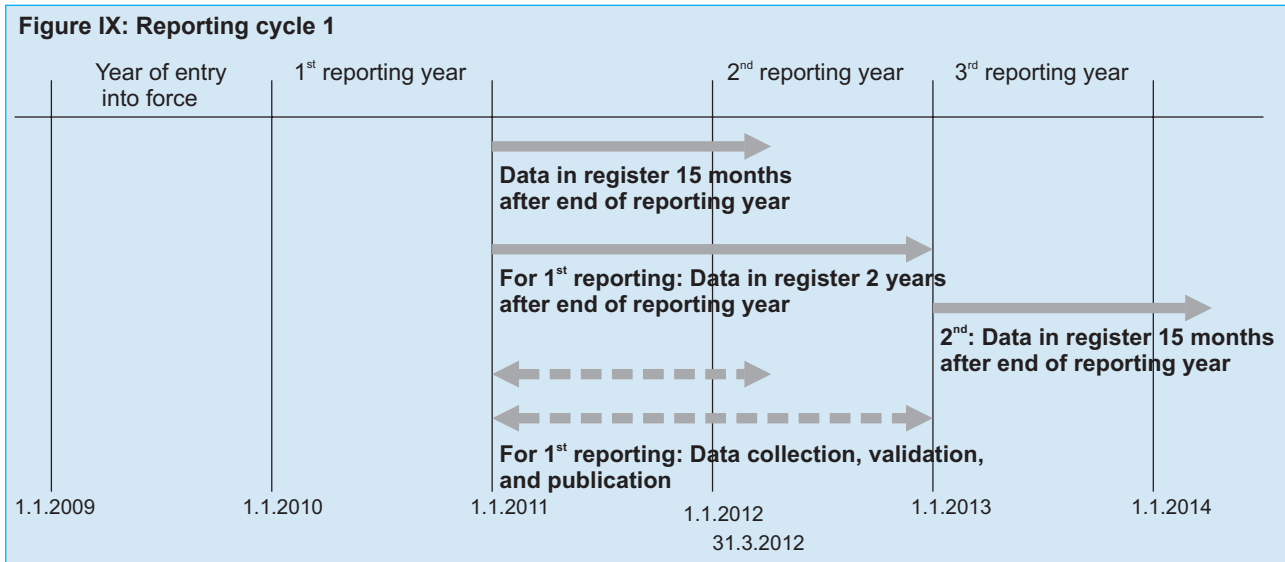 Figure IX: Reporting cycle 1
Year of entry
into force
1st reporting year
2nd reporting year
3rd reporting year
Data in register 15 months
after end of reporting year
For 1st reporting: Data in register 2 years
after end of reporting year
2nd: Data in register 15 months
after end of reporting year
For 1st reporting: Data collection, validation,
and publication
1.1.2009
1.1.2010
1.1.2011
1.1.2012
31.3.2012
1.1.2013
1.1.2014